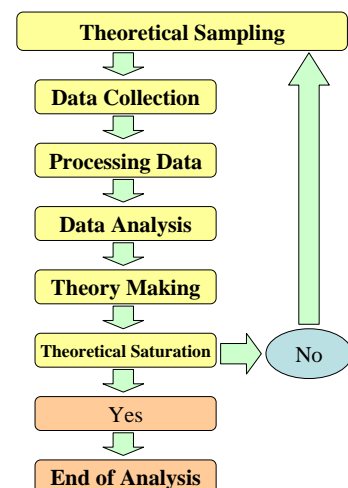 Theoretical Sampling
Data Collection
Processing Data
Data Analysis
Theory Making
Theoretical Saturation
No
Yes
End of Analysis